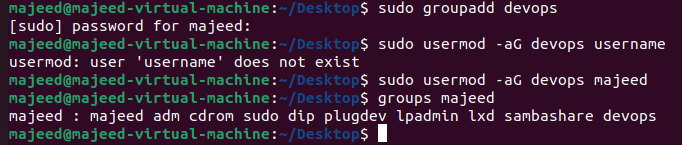 majeed@majeed-virtual-machine:~/Desktop$ sudo groupadd devops
[sudo] password for majeed:
majeed@majeed-virtual-machine:~/Desktop$ sudo usermod -aG devops username
usermod: user 'username' does not exist
majeed@majeed-virtual-machine:~/Desktop$ sudo usermod -aG devops majeed
majeed@majeed-virtual-machine:~/Desktop$ groups majeed
majeed : majeed adm cdrom sudo dip plugdev lpadmin lxd sambashare devops
majeed@majeed-virtual-machine:~/Desktop$